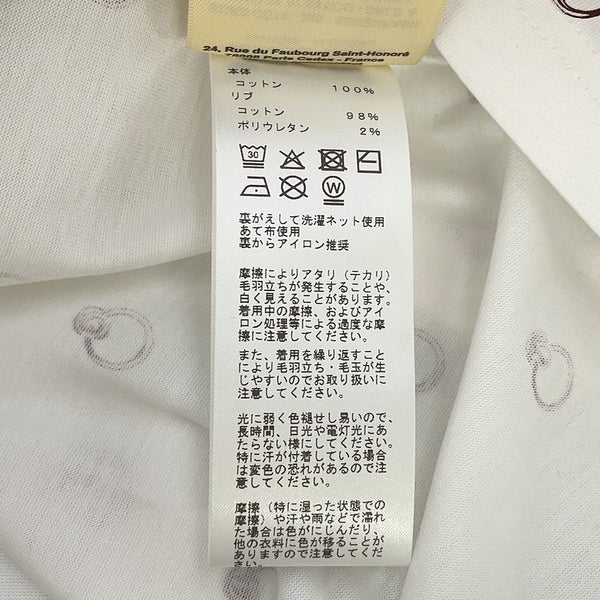 24, Rue du Faubourg Saint-Honoré
75008 Paris Cedex - France
本体
コットン 100%
リブ
コットン 98%
ポリウレタン 2%
30
W
裏がえして洗濯ネット使用
あて布使用
裏からアイロン推奨
摩擦によりアタリ（テカリ）
毛羽立ちが発生することや、
白く見えることがあります。
着用中の摩擦、およびアイ
ロン処理等による過度な摩
擦に注意してください。
また、着用を繰り返すこと
により毛羽立ち・毛玉が生
じやすいのでお取り扱いに
注意してください。
光に弱く色褪せし易いので、
長時間、日光や電灯光にあ
たらない様にしてください。
特に汗が付着している場合
は変色の恐れがあるので注
意してください。
摩擦（特に湿った状態での
摩擦）や汗や雨などで濡れ
た場合は色がにじんだり、
他の衣料に色が移ることが
ありますので注意してくだ
さい。